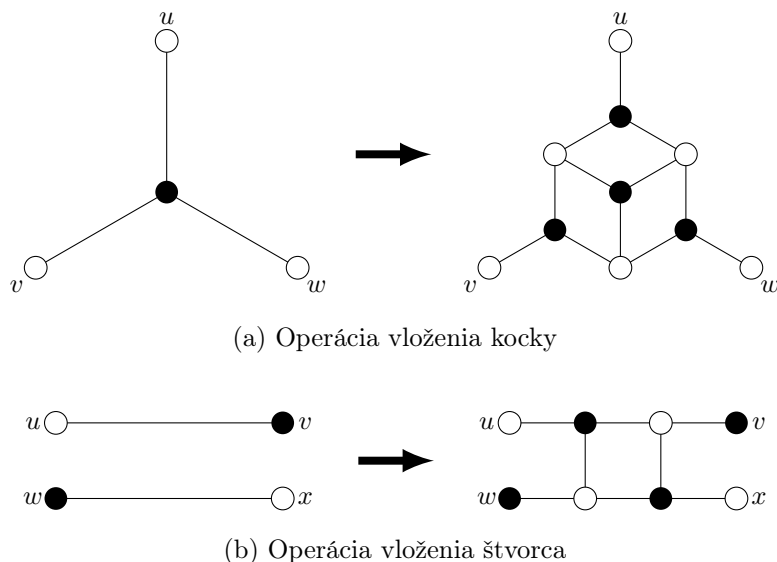 u u
v w v w
(a) Operácia vloženia kocky
u v u v
w x w x
(b) Operácia vloženia štvorca